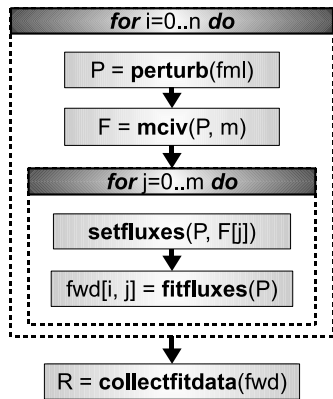 for i=0..n do
P = perturb(fml)
F = mciv(P, m)
for j=0..m do
setfluxes(P, F[j])
fwd[i, j] = fitfluxes(P)
R = collectfitdata(fwd)